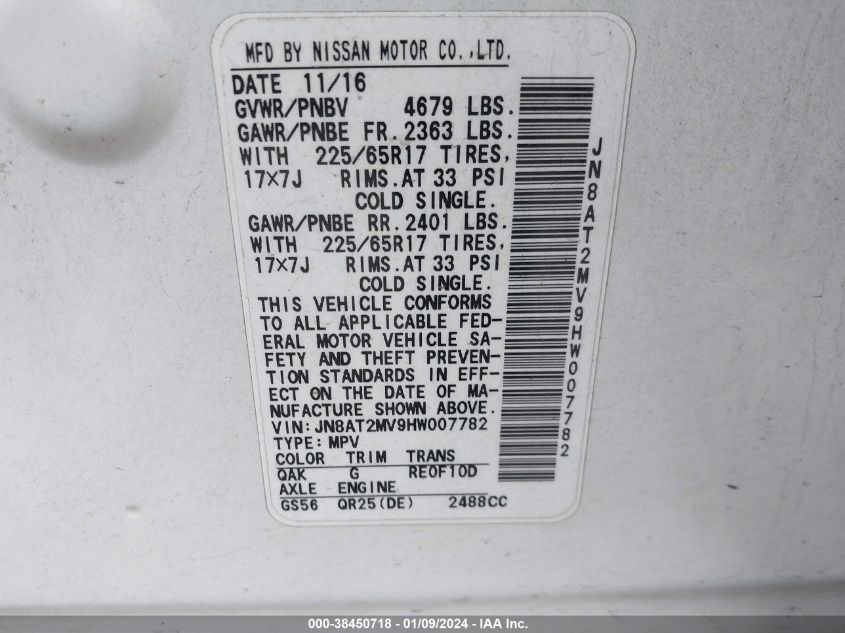 MFD BY NISSAN MOTOR CO.,LTD.
DATE 11/16
GVWR/PNBV 4679 LBS.
GAWR/PNBE FR. 2363 LBS.
WITH 225/65R17 TIRES,
17×7J RIMS. AT 33 PSI
COLD SINGLE.
GAWR/PNBE RR. 2401 LBS.
WITH 225/65R17 TIRES,
17×7J RIMS. AT 33 PSI
COLD SINGLE.
THIS VEHICLE CONFORMS
TO ALL APPLICABLE FED-
ERAL MOTOR VEHICLE SA-
FETY AND THEFT PREVEN-
TION STANDARDS IN EFF-
ECT ON THE DATE OF MA-
NUFACTURE SHOWN ABOVE.
VIN: JN8AT2MV9HW007782
TYPE: MPV
COLOR TRIM TRANS
QAK G RE0F10D
AXLE ENGINE
GS56 QR25(DE) 2488CC
JN8AT2MV9HW007782
000-38450718 - 01/09/2024 - IAA Inc.